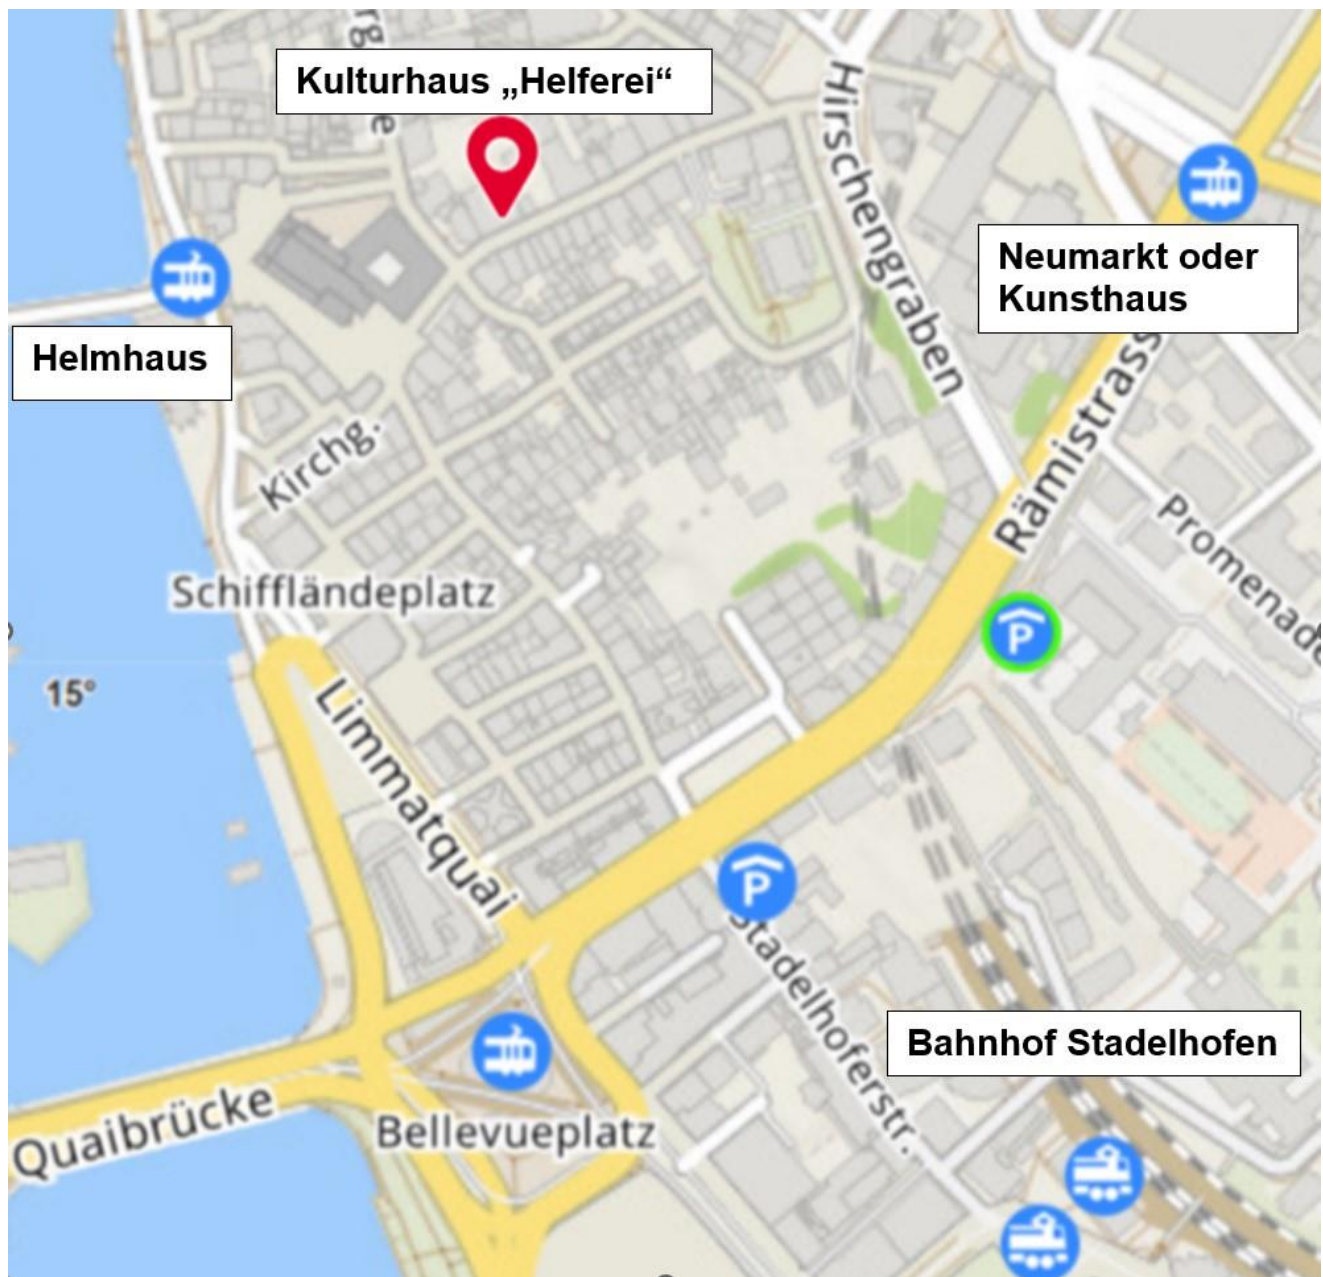 Kulturhaus „Helferei“
Hirschengraben
Neumarkt oder
Kunsthaus
Helmhaus
Kirchg.
Rämistrass
Promenade
Schiffländeplatz
15°
Limmatquai
P
P
Stadelhoferstr.
Bahnhof Stadelhofen
Quaibrücke
Bellevueplatz